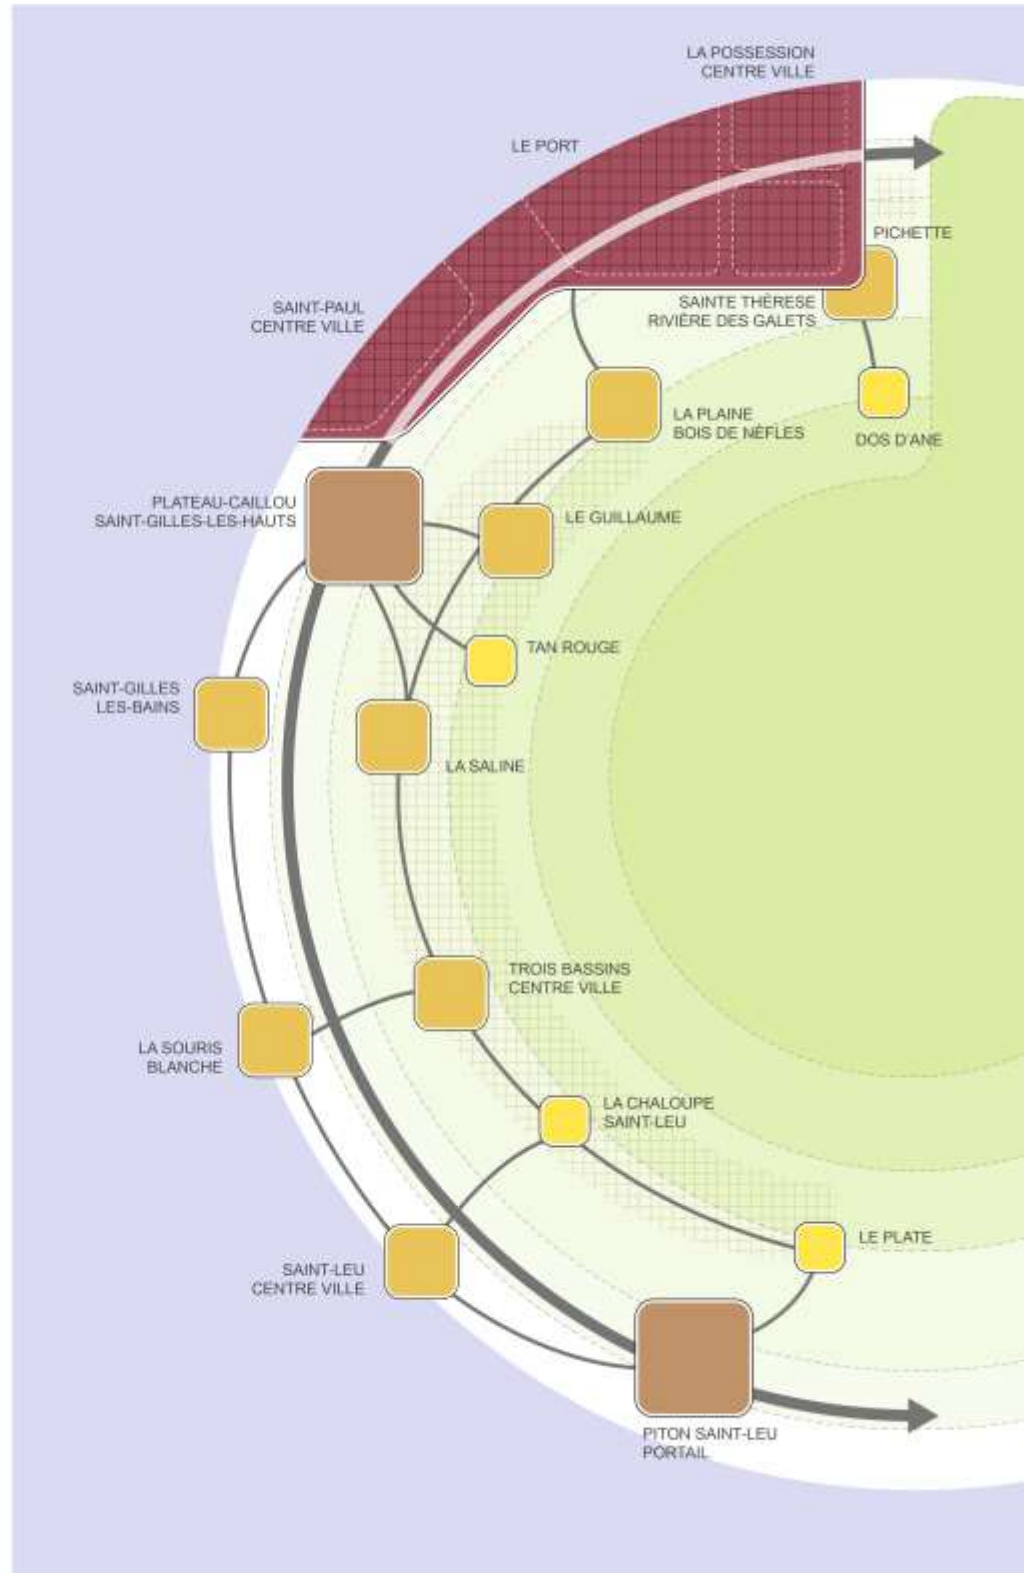 LA POSSESSION
CENTRE VILLE
LE PORT
PICHETTE
SAINT-PAUL
CENTRE VILLE
SAINTE THÉRESE
RIVIÈRE DES GALETS
LA PLAINE
BOIS DE NÈFLES
DOS D'ANE
PLATEAU-CAILLOU
SAINT-GILLES-LES-HAUTS
LE GUILLAUME
TAN ROUGE
SAINT-GILLES
LES-BAINS
LA SALINE
TROIS BASSINS
CENTRE VILLE
LA SOURIS
BLANCHE
LA CHALOUPE
SAINT-LEU
LE PLATE
SAINT-LEU
CENTRE VILLE
PITON SAINT-LEU
PORTAIL